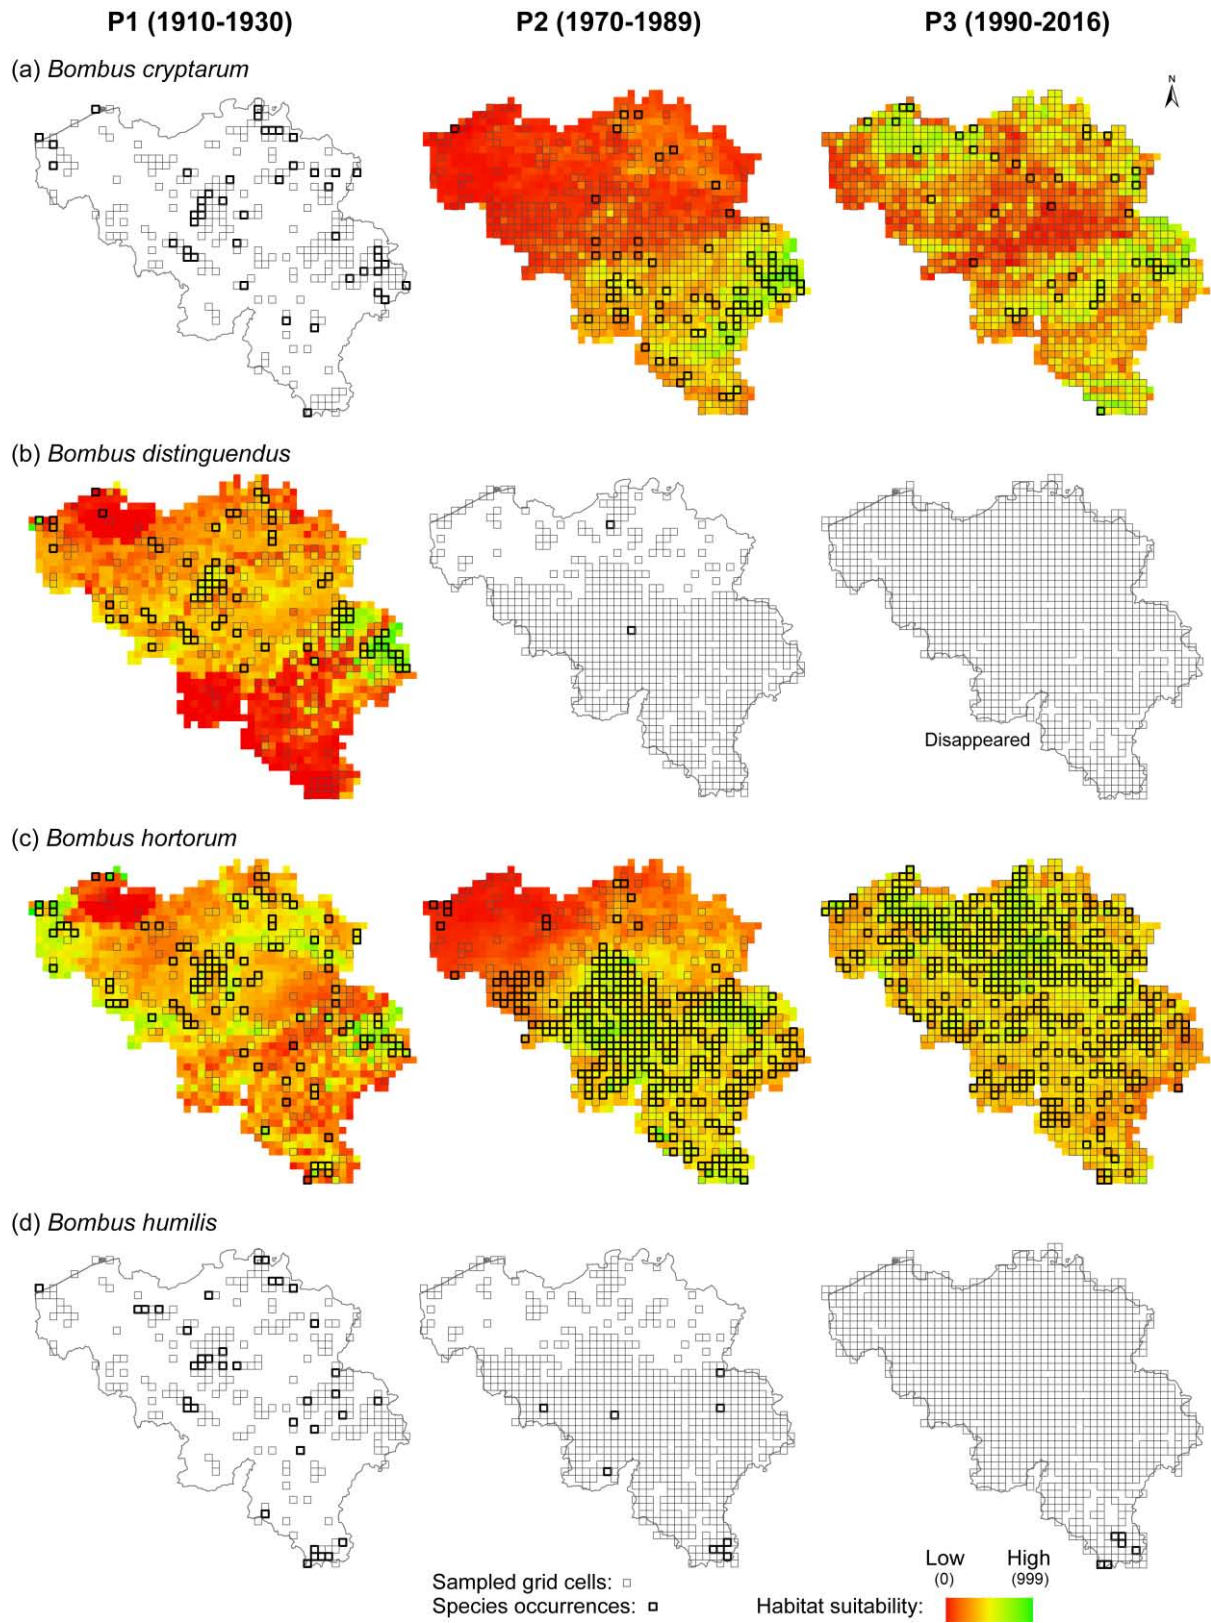 P1 (1910-1930) P2 (1970-1989) P3 (1990-2016)
(a) Bombus cryptarum
N
(b) Bombus distinguendus
Disappeared
(c) Bombus hortorum
(d) Bombus humilis
Low High
(0) (999)
Sampled grid cells:
Species occurrences:
Habitat suitability: